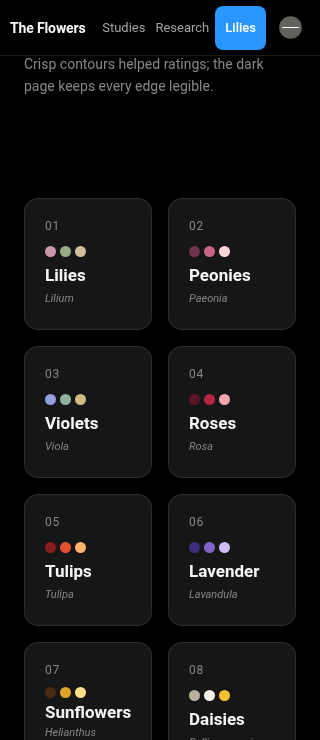 The Flowers Studies Research Lilies
Crisp contours helped ratings; the dark
page keeps every edge legible.
01
Lilies
Lilium
02
Peonies
Paeonia
03
Violets
Viola
04
Roses
Rosa
05
Tulips
Tulipa
06
Lavender
Lavandula
07
Sunflowers
Helianthus
08
Daisies